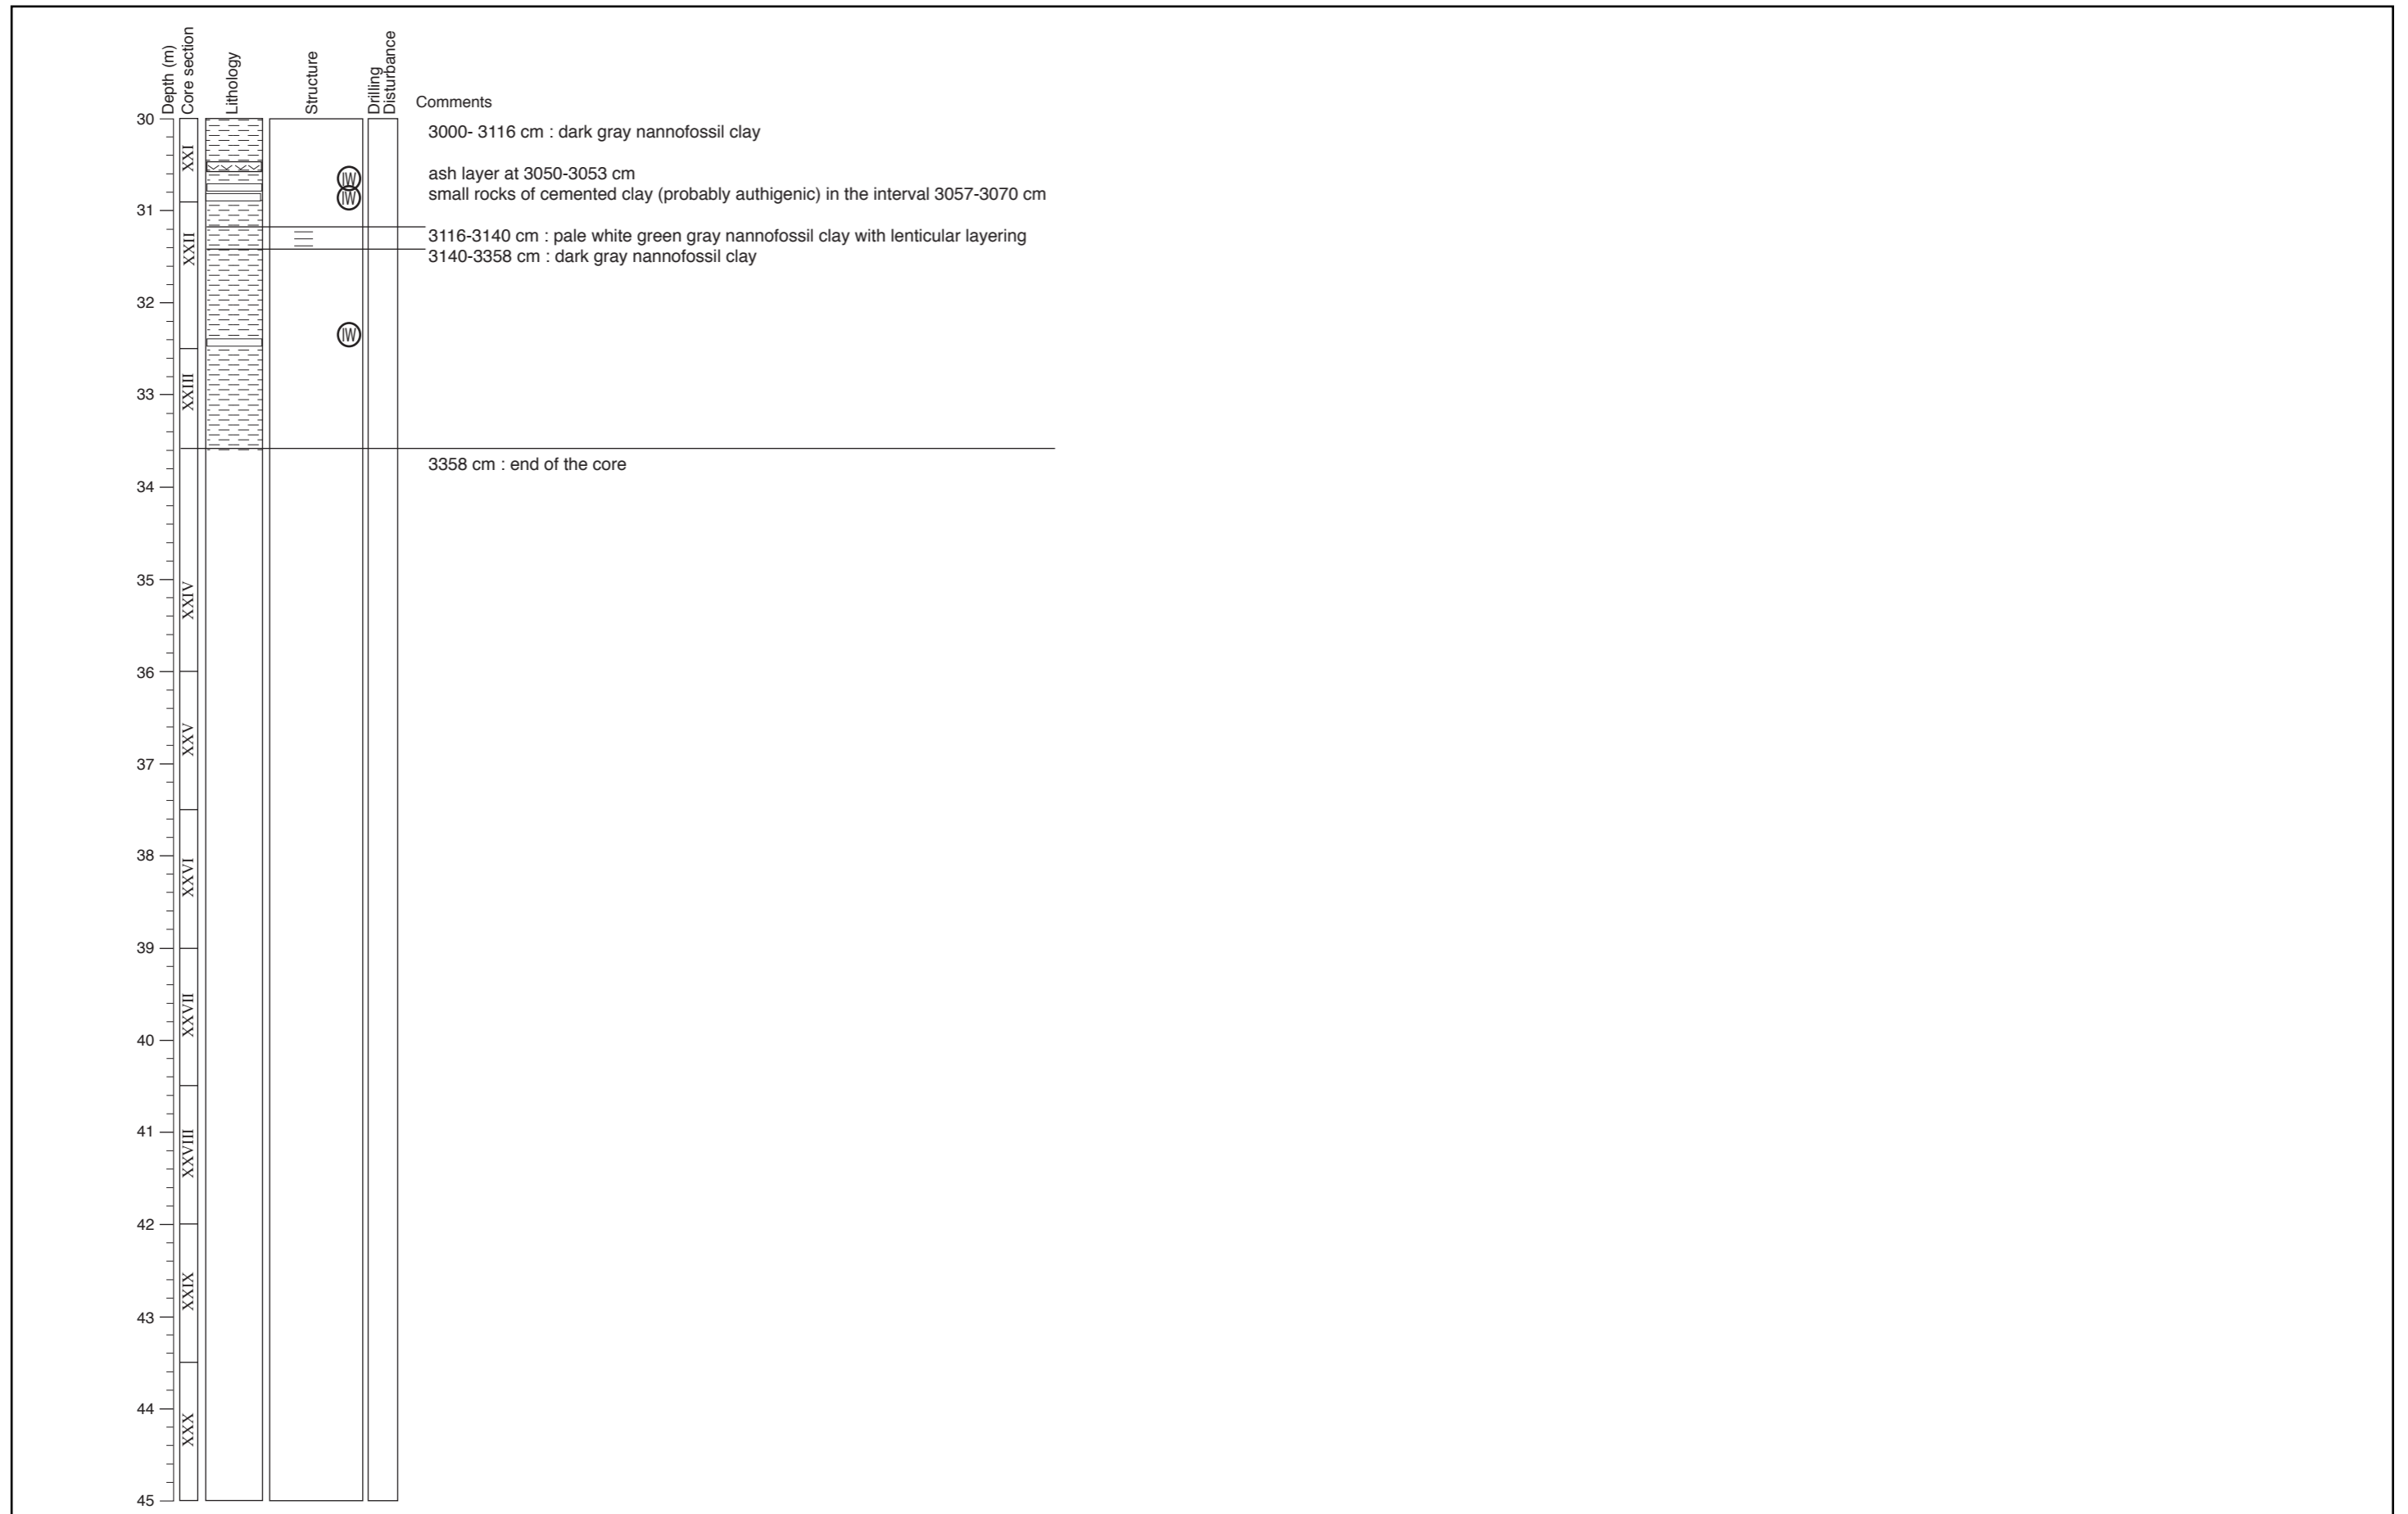 Depth (m)
Core section
Lithology
Structure
Drilling
Disturbance
Comments
30
3000- 3116 cm : dark gray nannofossil clay
XXI
ash layer at 3050-3053 cm
IW
small rocks of cemented clay (probably authigenic) in the interval 3057-3070 cm
IW
31
3116-3140 cm : pale white green gray nannofossil clay with lenticular layering
XXII
3140-3358 cm : dark gray nannofossil clay
32
IW
XXIII
33
3358 cm : end of the core
34
35
XXIV
36
XXV
37
38
XXVI
39
XXVII
40
41
XXVIII
42
XXIX
43
44
XXX
45